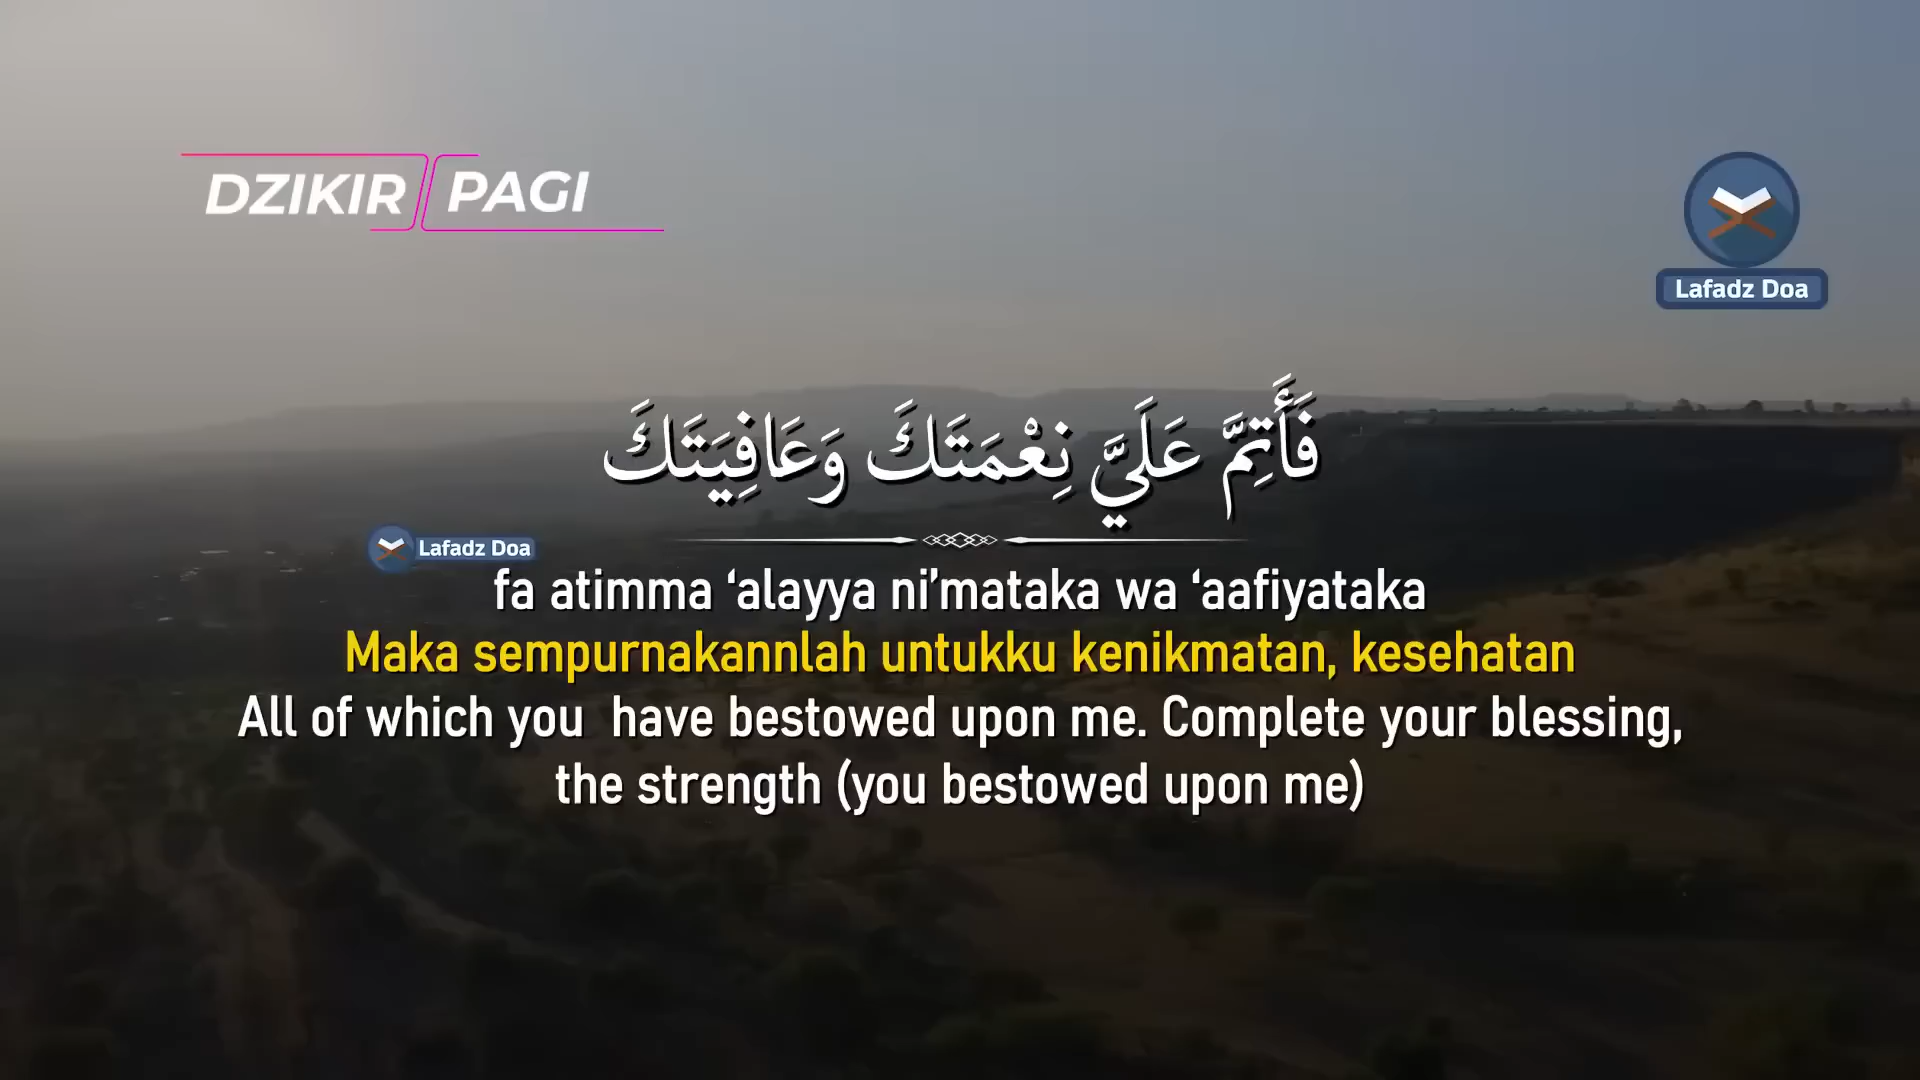 DZIKIR PAGI
Lafadz Doa
فَأَتِمَّ عَلَيَّ نِعْمَتَكَ وَعَافِيَتَكَ
Lafadz Doa
fa atimma ‘alayya ni’mataka wa ‘aafiyataka
Maka sempurnakannlah untukku kenikmatan, kesehatan
All of which you  have bestowed upon me. Complete your blessing,
the strength (you bestowed upon me)